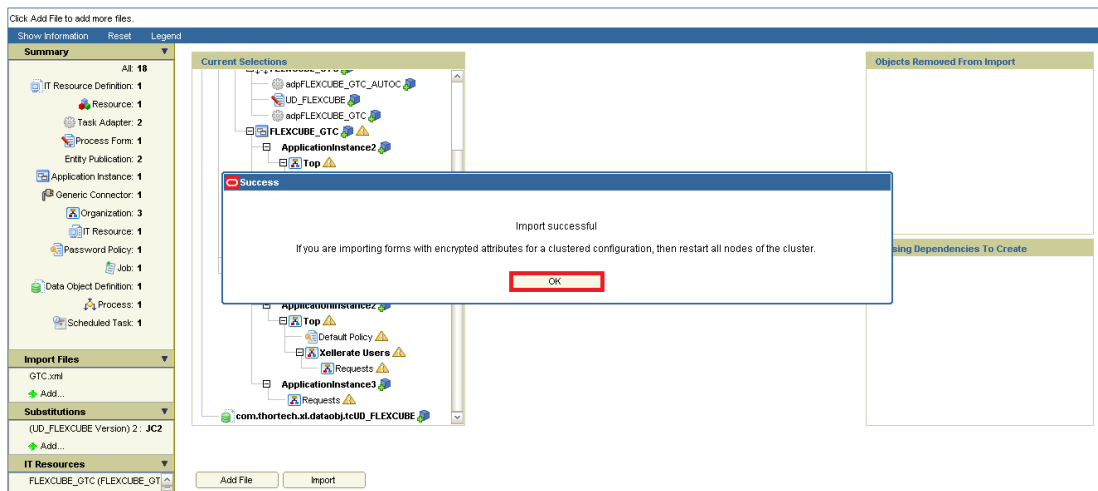 Click Add File to add more files.
Show Information Reset Legend
Summary
All: 18
IT Resource Definition: 1
Resource: 1
Task Adapter: 2
Process Form: 1
Entity Publication: 2
Application Instance: 1
Generic Connector: 1
Organization: 3
IT Resource: 1
Password Policy: 1
Job: 1
Data Object Definition: 1
Process: 1
Scheduled Task: 1
Import Files
GTC.xml
Add...
Substitutions
(UD_FLEXCUBE Version) 2 : JC2
Add...
IT Resources
FLEXCUBE_GTC (FLEXCUBE_GT
Current Selections
adpFLEXCUBE_GTC_AUTOC
UD_FLEXCUBE
adpFLEXCUBE_GTC
FLEXCUBE_GTC
ApplicationInstance2
Top
Success
Import successful
If you are importing forms with encrypted attributes for a clustered configuration, then restart all nodes of the cluster.
OK
ApplicationInstance2
Top
Default Policy
Xellerate Users
Requests
ApplicationInstance3
Requests
com.thortech.xl.dataobj.tcUD_FLEXCUBE
Add File Import
Objects Removed From Import
Dependencies To Create